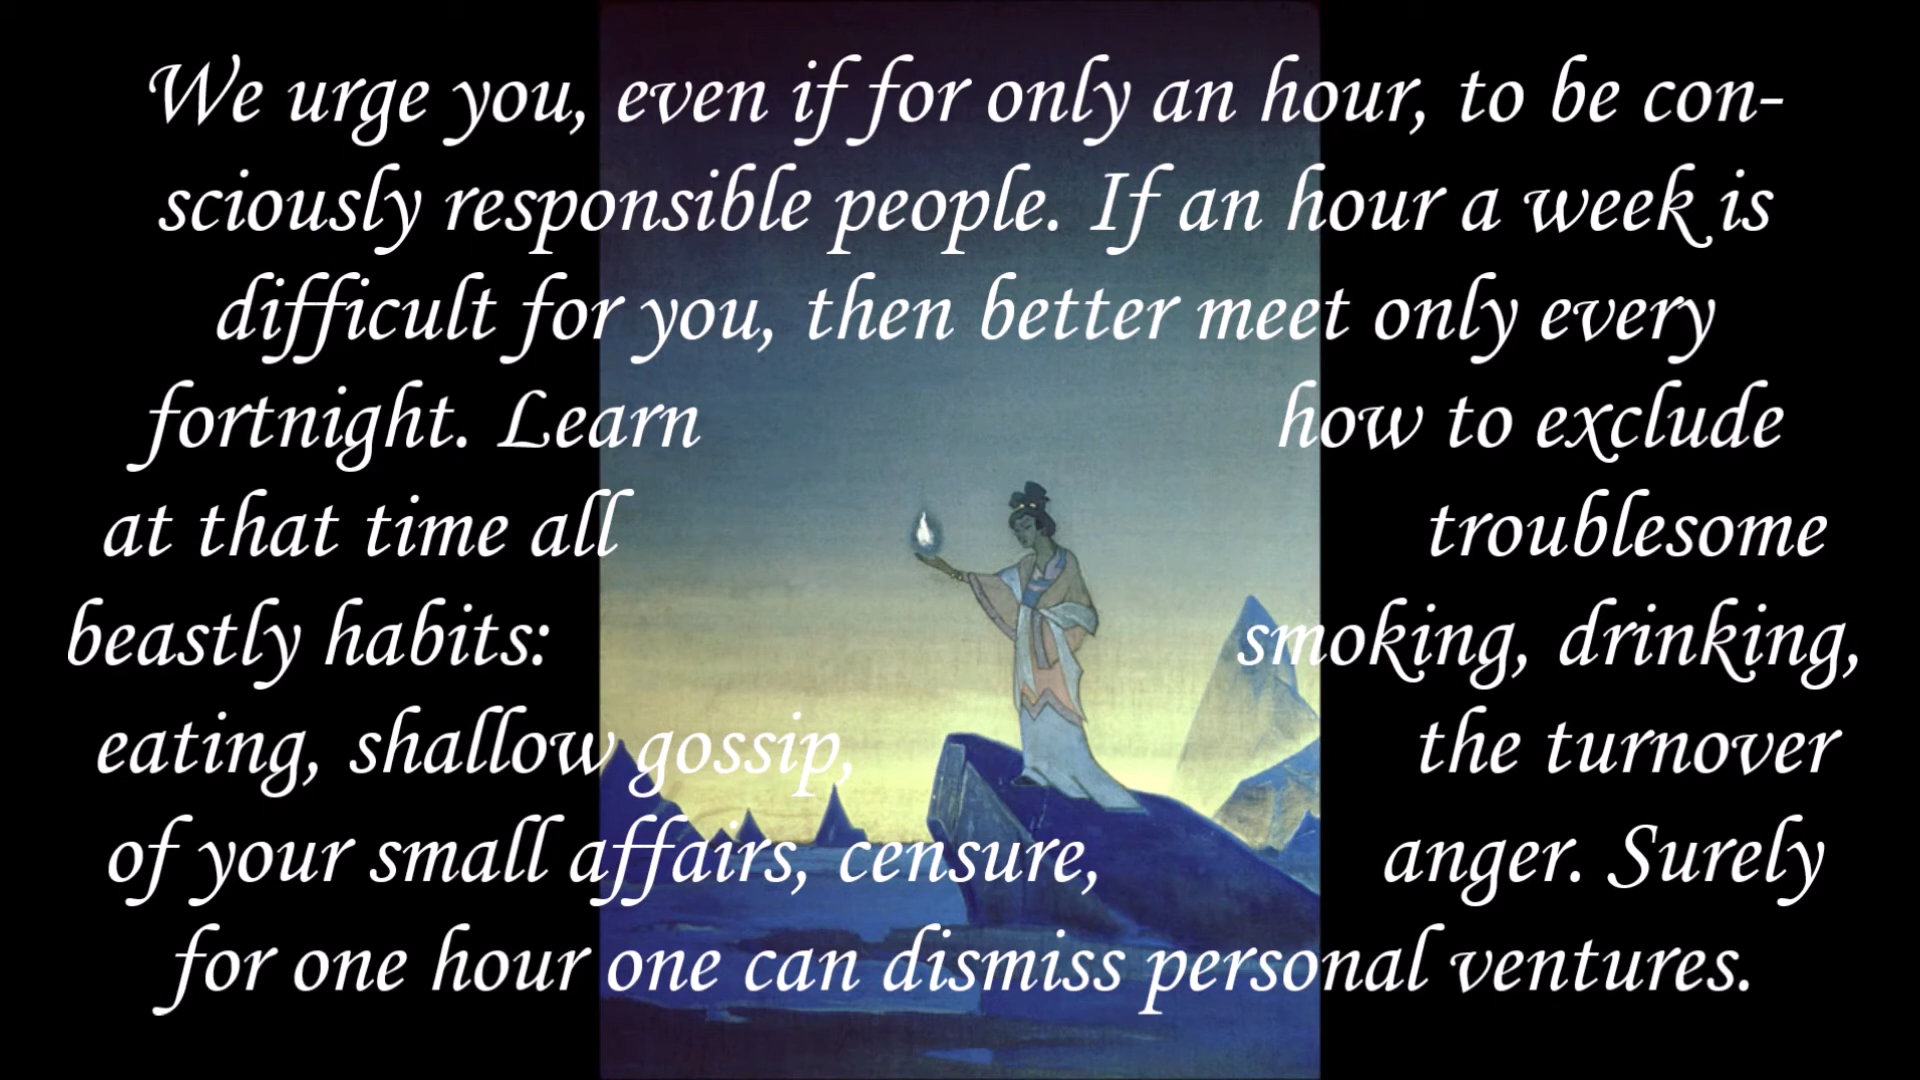 We urge you, even if for only an hour, to be con-
sciously responsible people. If an hour a week is
difficult for you, then better meet only every
fortnight. Learn how to exclude
at that time all troublesome
beastly habits: smoking, drinking,
eating, shallow gossip, the turnover
of your small affairs, censure, anger. Surely
for one hour one can dismiss personal ventures.